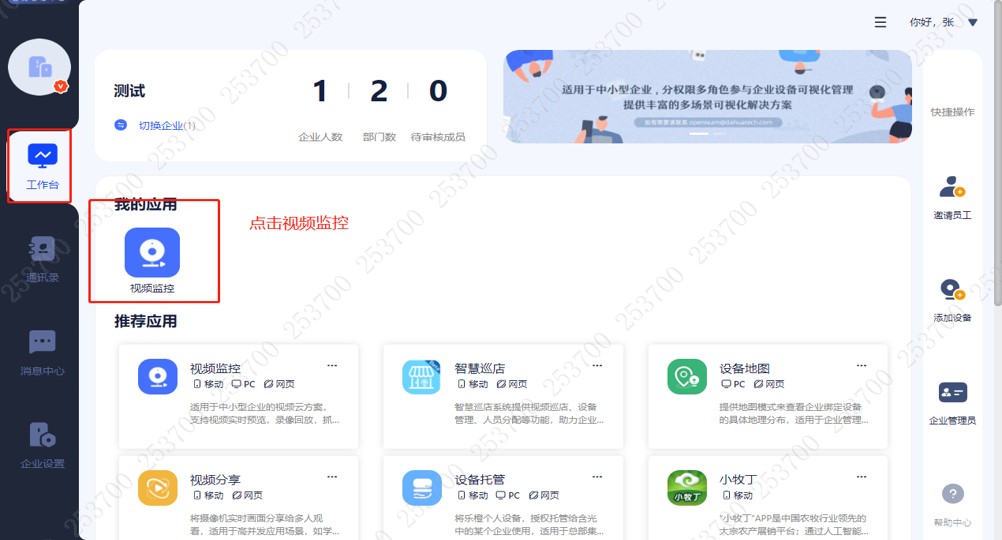 你好，张
测试
切换企业(1)
1
2
0
企业人数
部门数
待审核成员
适用于中小型企业，分权限多角色参与企业设备可视化管理
提供丰富的多场景可视化解决方案
如有需要请联系 openteam@dahuatech.com
快捷操作
邀请员工
添加设备
企业管理员
帮助中心
工作台
通讯录
消息中心
企业设置
我的应用
视频监控
点击视频监控
推荐应用
视频监控
移动 PC 网页
适用于中小型企业的视频云方案，
支持视频实时预览，录像回放，抓...
智慧巡店
移动 网页
智慧巡店系统提供视频巡店、设备
管理、人员分配等功能，助力企业...
设备地图
PC 网页
提供地图模式来查看企业绑定设备
的具体地理分布，适用于企业管理...
视频分享
移动 网页
将摄像机实时画面分享给多人观
看，适用于高并发应用场景，如学...
设备托管
移动 PC 网页
将乐橙个人设备，授权托管给含光
中的某个企业使用，适用于总部集...
小牧丁
小牧丁
移动
"小牧丁"APP是中国农牧行业领先的
大宗农产展销平台；通过人工智能...
253700